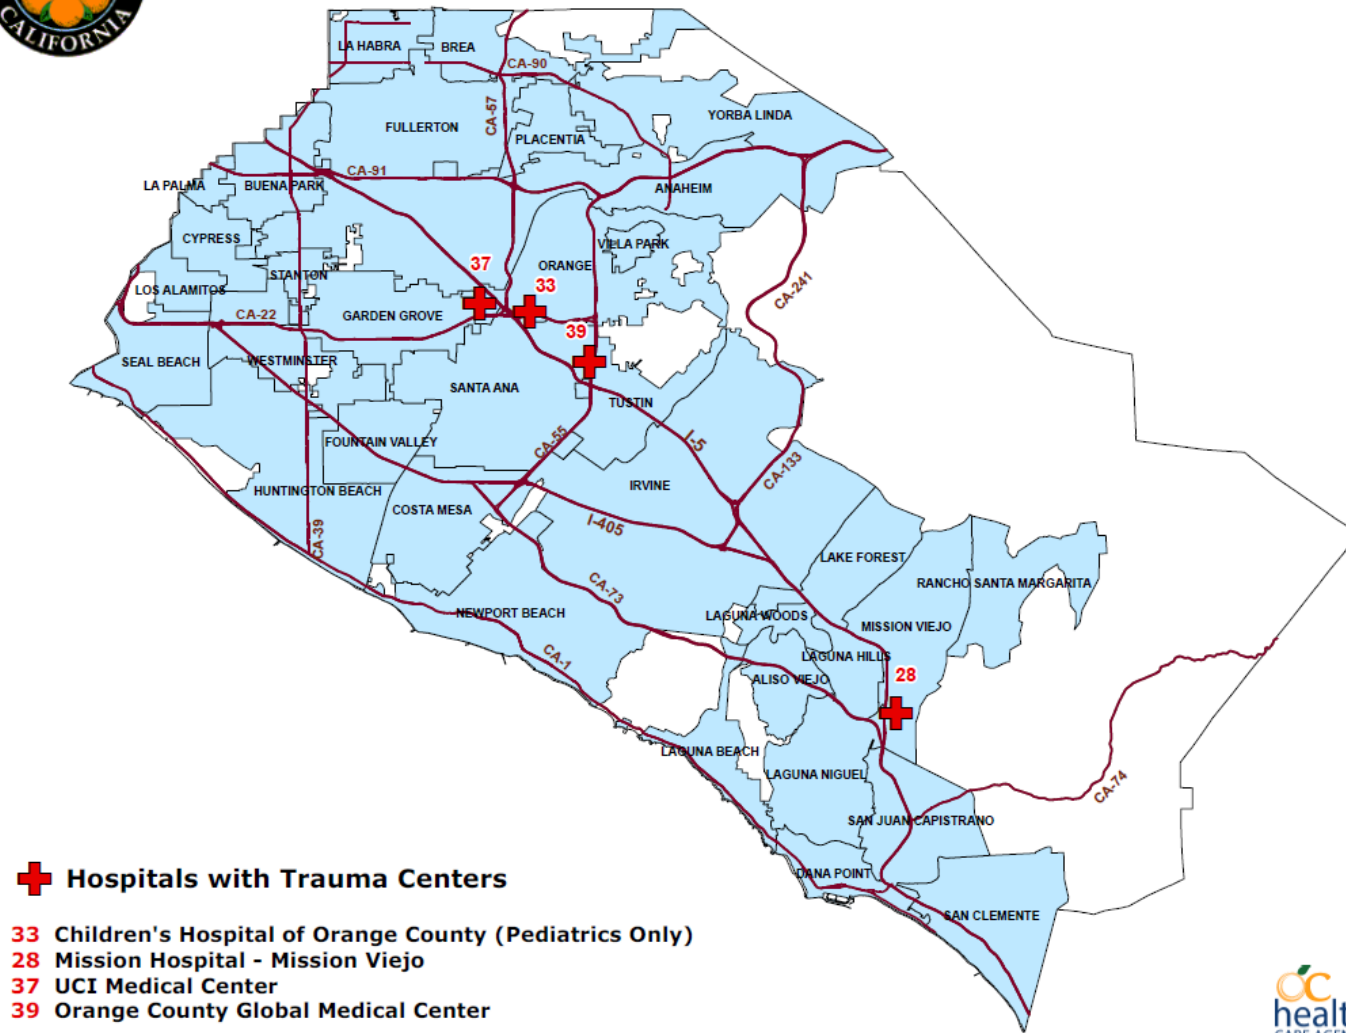 CALIFORNIA
LA HABRA
BREA
CA-90
CA-57
YORBA LINDA
FULLERTON
PLACENTIA
CA-91
LA PALMA
BUENA PARK
ANAHEIM
CYPRESS
VILLA PARK
STANTON
ORANGE
37
33
LOS ALAMITOS
CA-241
CA-22
GARDEN GROVE
39
SEAL BEACH
WESTMINSTER
SANTA ANA
TUSTIN
I-5
CA-55
FOUNTAIN VALLEY
CA-133
HUNTINGTON BEACH
IRVINE
COSTA MESA
I-405
CA-39
LAKE FOREST
RANCHO SANTA MARGARITA
CA-73
NEWPORT BEACH
LAGUNA WOODS
MISSION VIEJO
CA-1
LAGUNA HILLS
ALISO VIEJO
28
LAGUNA BEACH
LAGUNA NIGUEL
CA-74
SAN JUAN CAPISTRANO
DANA POINT
SAN CLEMENTE
Hospitals with Trauma Centers
33 Children's Hospital of Orange County (Pediatrics Only)
28 Mission Hospital - Mission Viejo
37 UCI Medical Center
39 Orange County Global Medical Center
OC
healt